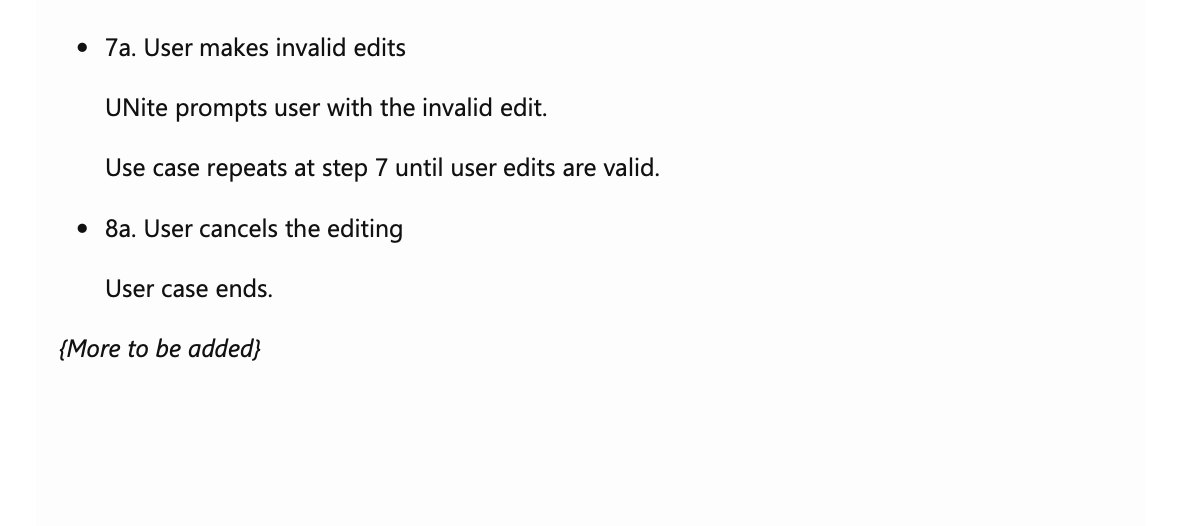 • 7a. User makes invalid edits
UNite prompts user with the invalid edit.
Use case repeats at step 7 until user edits are valid.
• 8a. User cancels the editing
User case ends.
{More to be added}